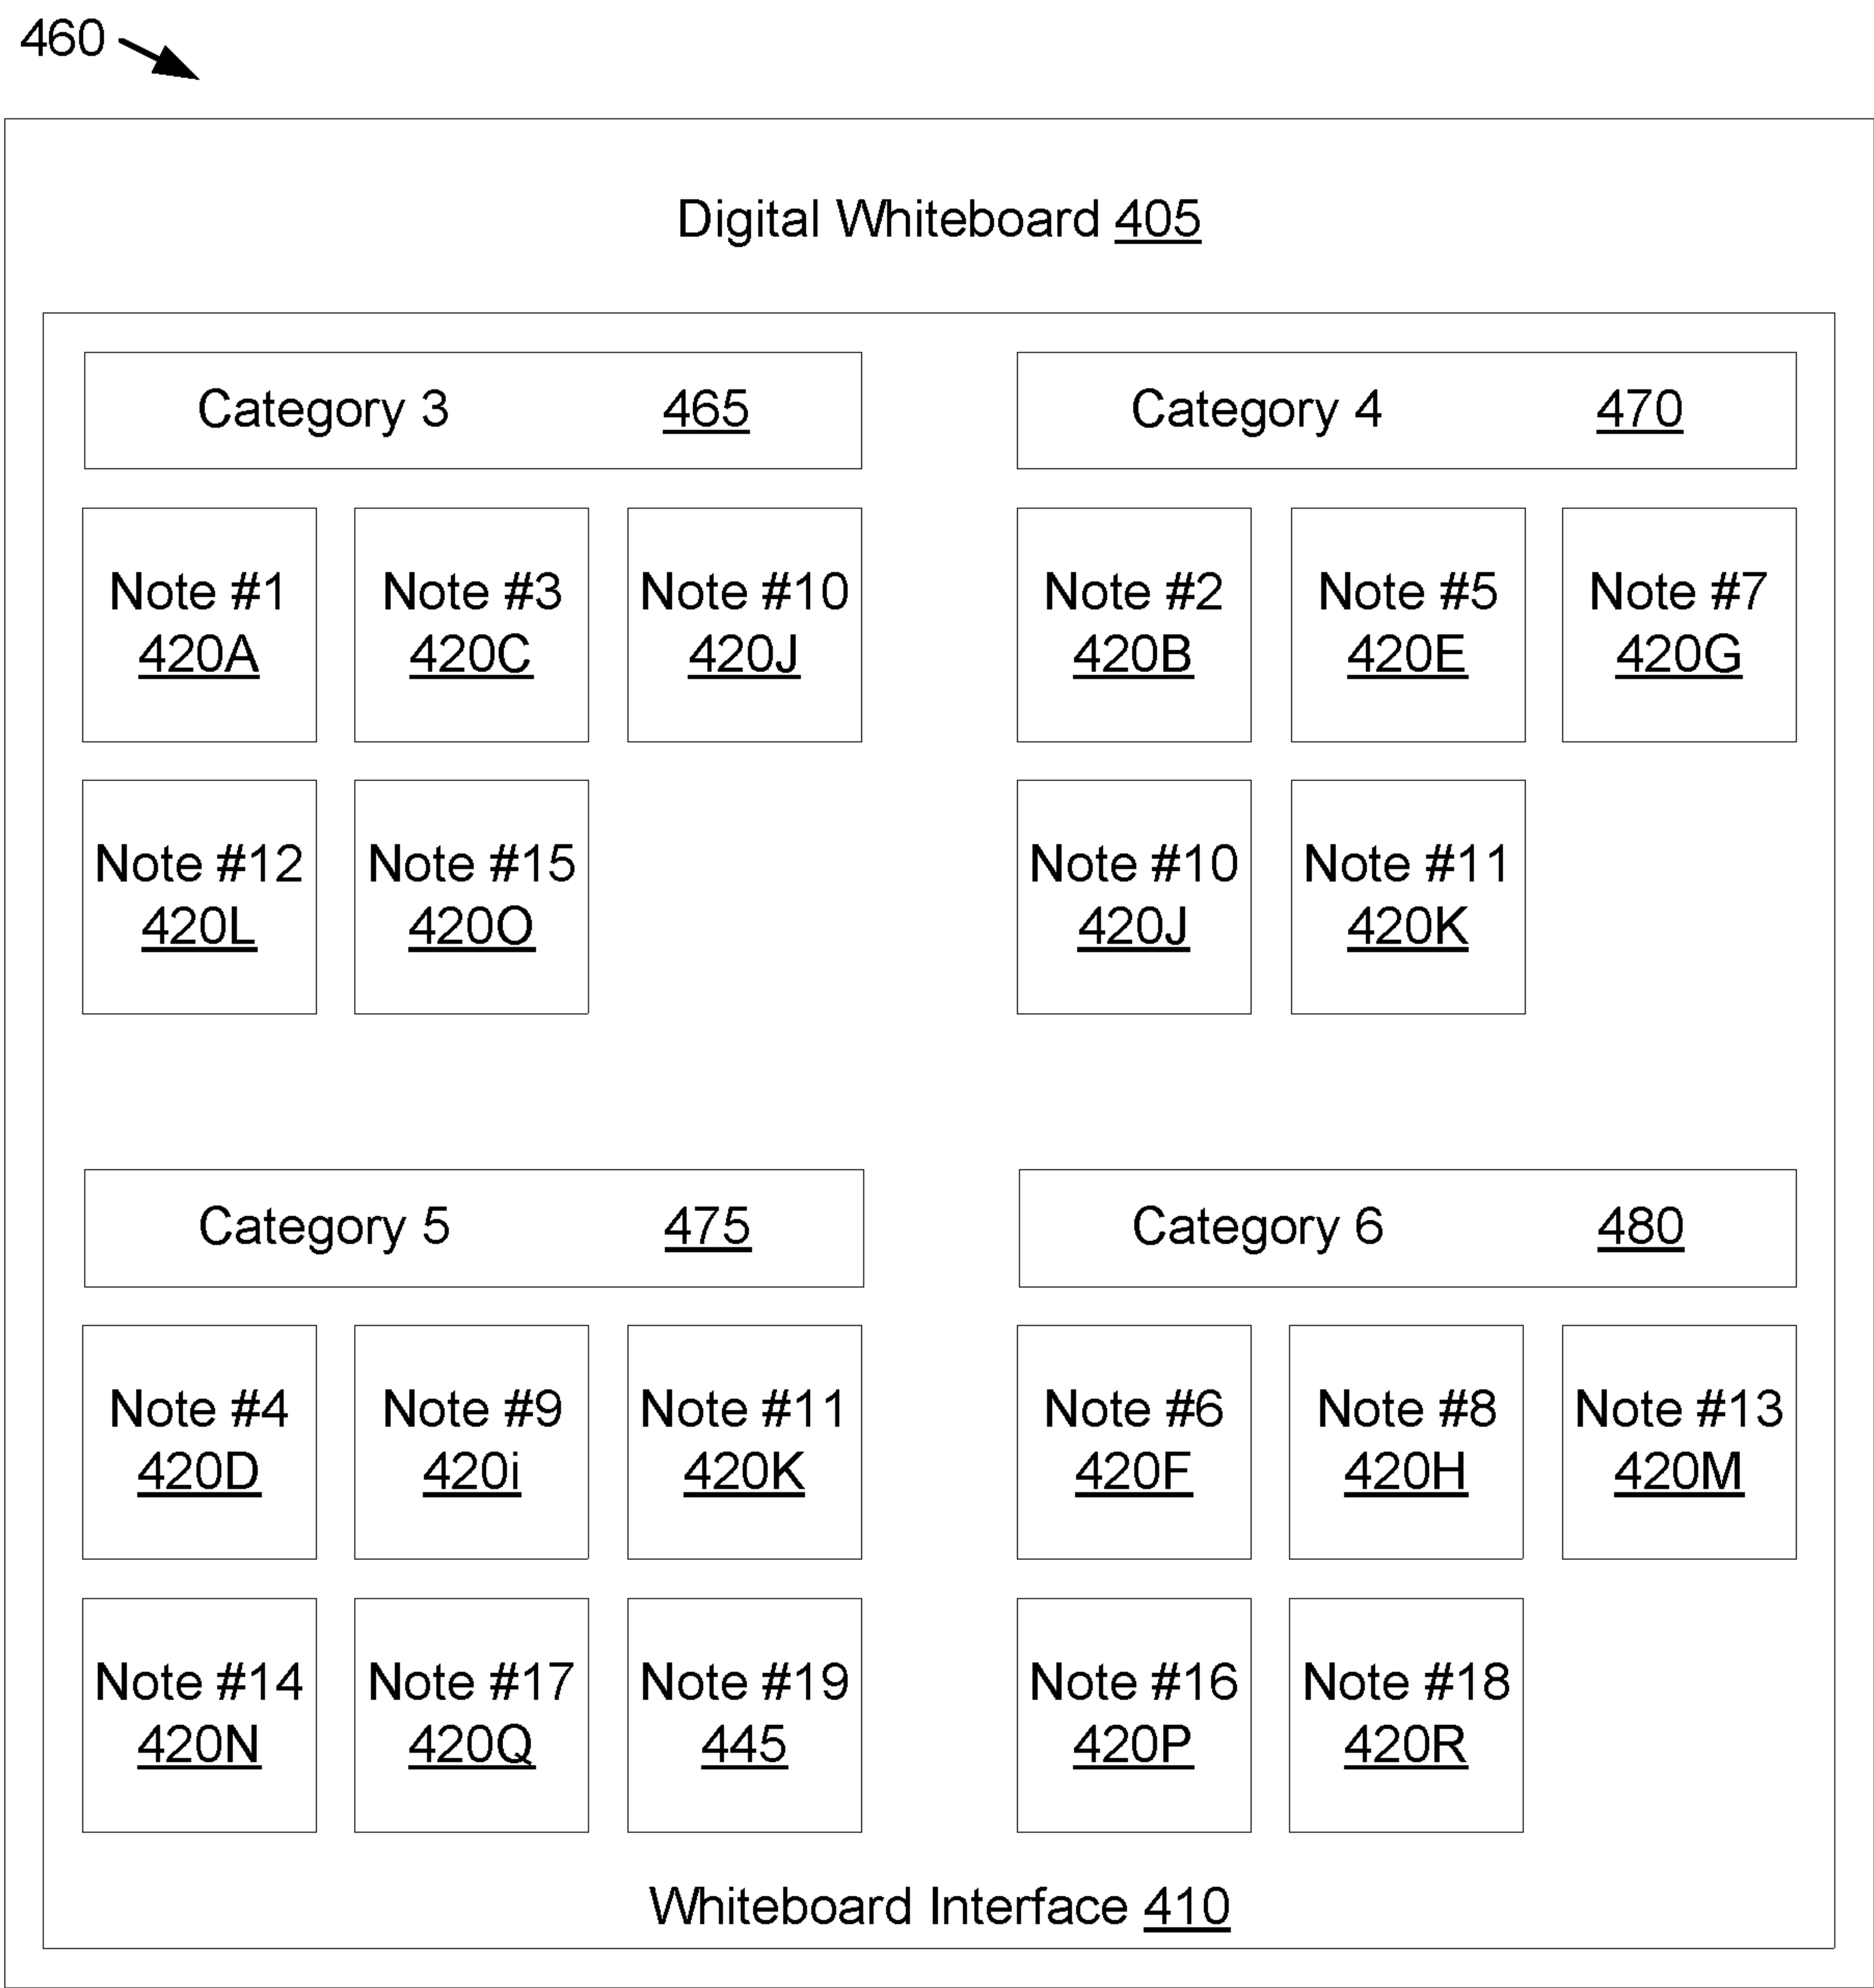 460
Digital Whiteboard 405
Category 3 465
Category 4 470
Note #1
420A
Note #3
420C
Note #10
420J
Note #2
420B
Note #5
420E
Note #7
420G
Note #12
420L
Note #15
420O
Note #10
420J
Note #11
420K
Category 5 475
Category 6 480
Note #4
420D
Note #9
420i
Note #11
420K
Note #6
420F
Note #8
420H
Note #13
420M
Note #14
420N
Note #17
420Q
Note #19
445
Note #16
420P
Note #18
420R
Whiteboard Interface 410